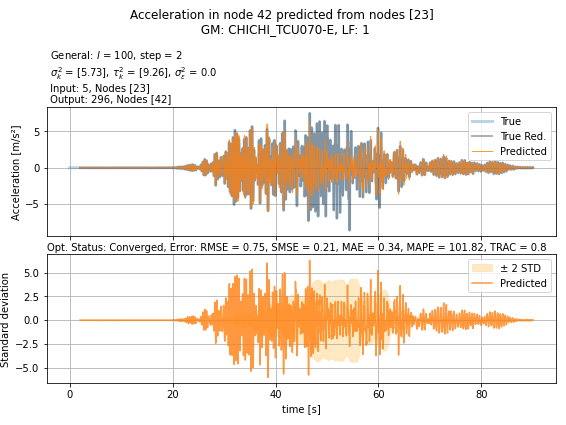 Acceleration in node 42 predicted from nodes [23]
GM: CHICHI_TCU070-E, LF: 1
General: l = 100, step = 2
σ²ₖ = [5.73], τ²ₖ = [9.26], σ²ε = 0.0
Input: 5, Nodes [23]
Output: 296, Nodes [42]
Acceleration [m/s²]
5
0
−5
True
True Red.
Predicted
Opt. Status: Converged, Error: RMSE = 0.75, SMSE = 0.21, MAE = 0.34, MAPE = 101.82, TRAC = 0.8
Standard deviation
5.0
2.5
0.0
−2.5
−5.0
± 2 STD
Predicted
0 20 40 60 80
time [s]